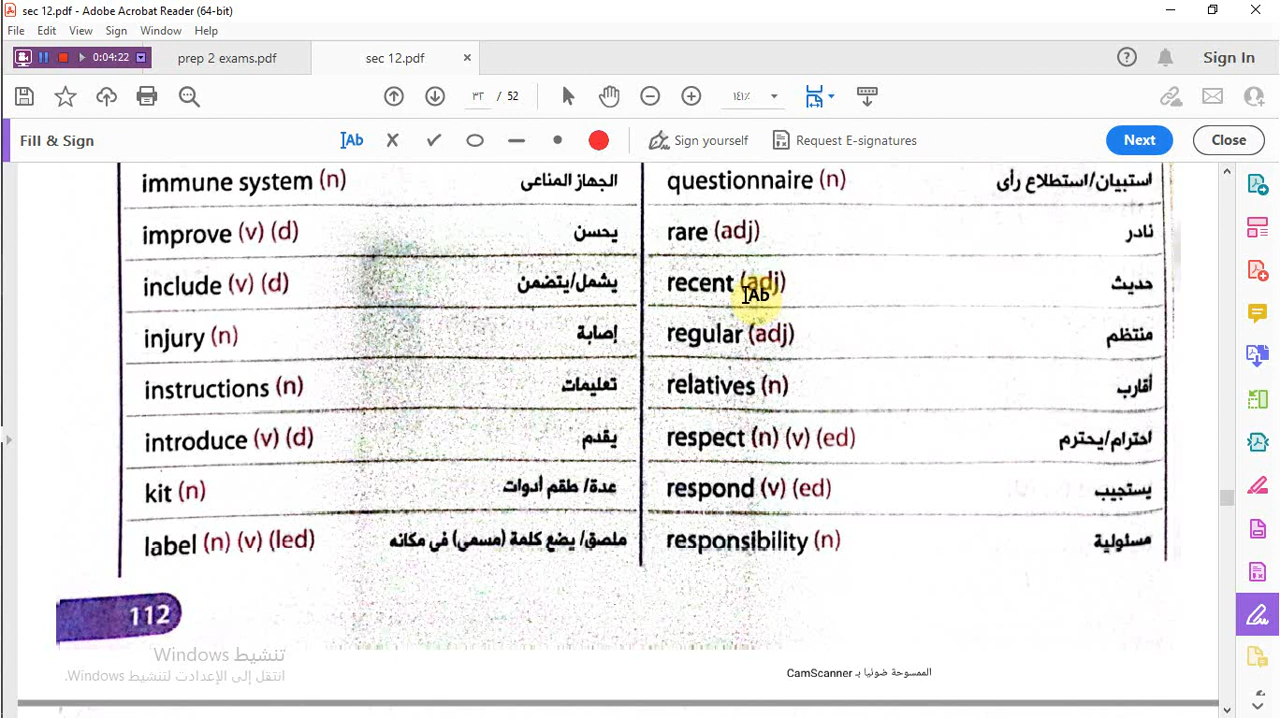 sec 12.pdf - Adobe Acrobat Reader (64-bit)
File Edit View Sign Window Help
0:04:22
prep 2 exams.pdf
sec 12.pdf
Sign In
٣٣ / 52
١٤١٪
Fill & Sign
Ab
Sign yourself
Request E-signatures
Next
Close
immune system (n) الجهاز المناعى
questionnaire (n) استبيان/استطلاع رأى
improve (v) (d) يحسن
rare (adj) نادر
include (v) (d) يشمل/يتضمن
recent (adj) حديث
Ab
injury (n) إصابة
regular (adj) منتظم
instructions (n) تعليمات
relatives (n) أقارب
introduce (v) (d) يقدم
respect (n) (v) (ed) احترام/يحترم
kit (n) عدة/ طقم أدوات
respond (v) (ed) يستجيب
label (n) (v) (led) ملصق/ يضع كلمة (مسمى) فى مكانه
responsibility (n) مسئولية
112
تنشيط Windows
انتقل إلى الإعدادات لتنشيط Windows.
الممسوحة ضوئيا بـ CamScanner